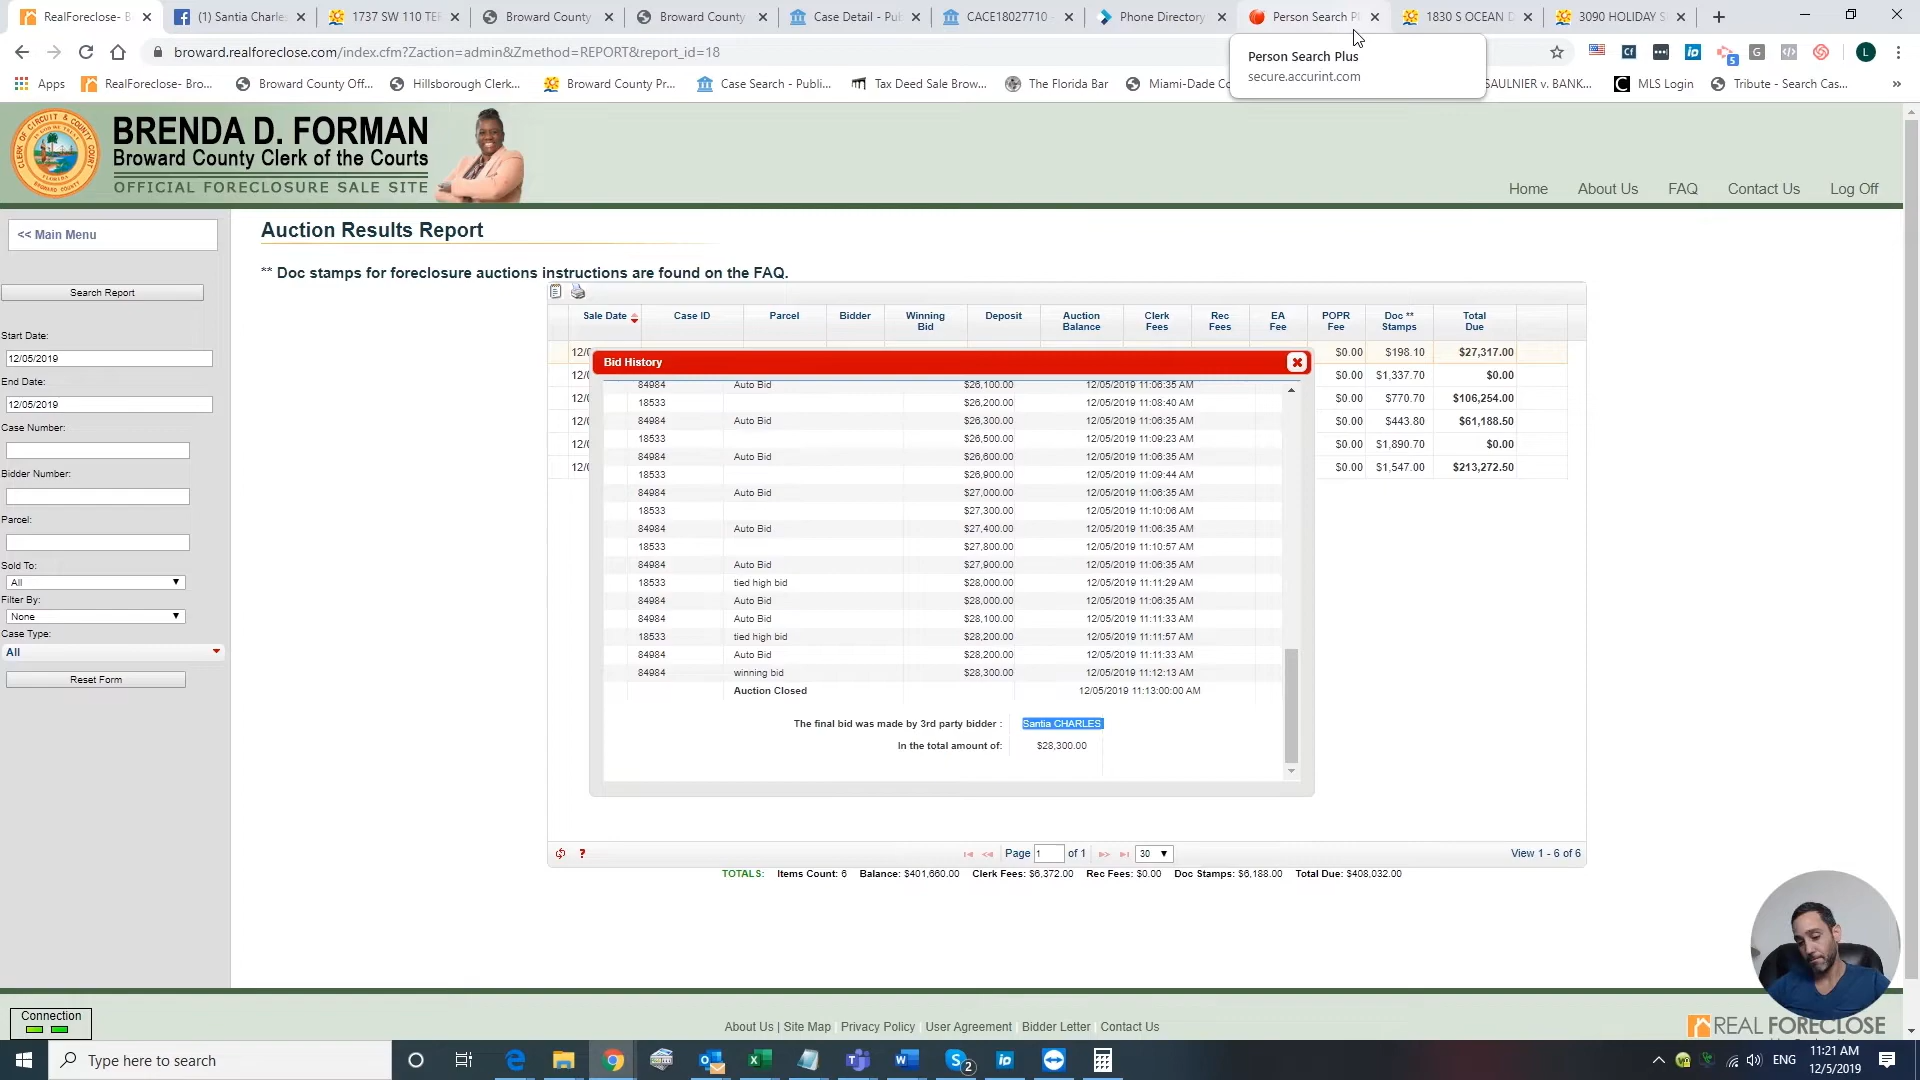 RealForeclose- B
(1) Santia Charles
1737 SW 110 TER
Broward County
Broward County
Case Detail - Pub
CACE18027710 -
Phone Directory
Person Search Pl
1830 S OCEAN D
3090 HOLIDAY S
broward.realforeclose.com/index.cfm?Zaction=admin&Zmethod=REPORT&report_id=18
Person Search Plus
secure.accurint.com
Apps
RealForeclose- Bro...
Broward County Off...
Hillsborough Clerk...
Broward County Pr...
Case Search - Publi...
Tax Deed Sale Brow...
The Florida Bar
Miami-Dade Co
SAULNIER v. BANK...
MLS Login
Tribute - Search Cas...
BRENDA D. FORMAN
Broward County Clerk of the Courts
OFFICIAL FORECLOSURE SALE SITE
Home About Us FAQ Contact Us Log Off
<< Main Menu
Search Report
Start Date:
12/05/2019
End Date:
12/05/2019
Case Number:
Bidder Number:
Parcel:
Sold To:
All
Filter By:
None
Case Type:
All
Reset Form
Auction Results Report
** Doc stamps for foreclosure auctions instructions are found on the FAQ.
Sale Date Case ID Parcel Bidder Winning Bid Deposit Auction Balance Clerk Fees Rec Fees EA Fee POPR Fee Doc ** Stamps Total Due
12/0 $0.00 $198.10 $27,317.00
12/0 $0.00 $1,337.70 $0.00
12/0 $0.00 $770.70 $106,254.00
12/0 $0.00 $443.80 $61,188.50
12/0 $0.00 $1,890.70 $0.00
12/0 $0.00 $1,547.00 $213,272.50
Bid History
84984 Auto Bid $26,100.00 12/05/2019 11:06:35 AM
18533 $26,200.00 12/05/2019 11:08:40 AM
84984 Auto Bid $26,300.00 12/05/2019 11:06:35 AM
18533 $26,500.00 12/05/2019 11:09:23 AM
84984 Auto Bid $26,600.00 12/05/2019 11:06:35 AM
18533 $26,900.00 12/05/2019 11:09:44 AM
84984 Auto Bid $27,000.00 12/05/2019 11:06:35 AM
18533 $27,300.00 12/05/2019 11:10:06 AM
84984 Auto Bid $27,400.00 12/05/2019 11:06:35 AM
18533 $27,800.00 12/05/2019 11:10:57 AM
84984 Auto Bid $27,900.00 12/05/2019 11:06:35 AM
18533 tied high bid $28,000.00 12/05/2019 11:11:29 AM
84984 Auto Bid $28,000.00 12/05/2019 11:06:35 AM
84984 Auto Bid $28,100.00 12/05/2019 11:11:33 AM
18533 tied high bid $28,200.00 12/05/2019 11:11:57 AM
84984 Auto Bid $28,200.00 12/05/2019 11:11:33 AM
84984 winning bid $28,300.00 12/05/2019 11:12:13 AM
Auction Closed 12/05/2019 11:13:00:00 AM
The final bid was made by 3rd party bidder : Santia CHARLES
In the total amount of: $28,300.00
Page 1 of 1 30 View 1 - 6 of 6
TOTALS: Items Count: 6 Balance: $401,660.00 Clerk Fees: $6,372.00 Rec Fees: $0.00 Doc Stamps: $6,188.00 Total Due: $408,032.00
Connection
About Us | Site Map Privacy Policy User Agreement Bidder Letter Contact Us
REAL FORECLOSE
Type here to search
ENG
11:21 AM
12/5/2019